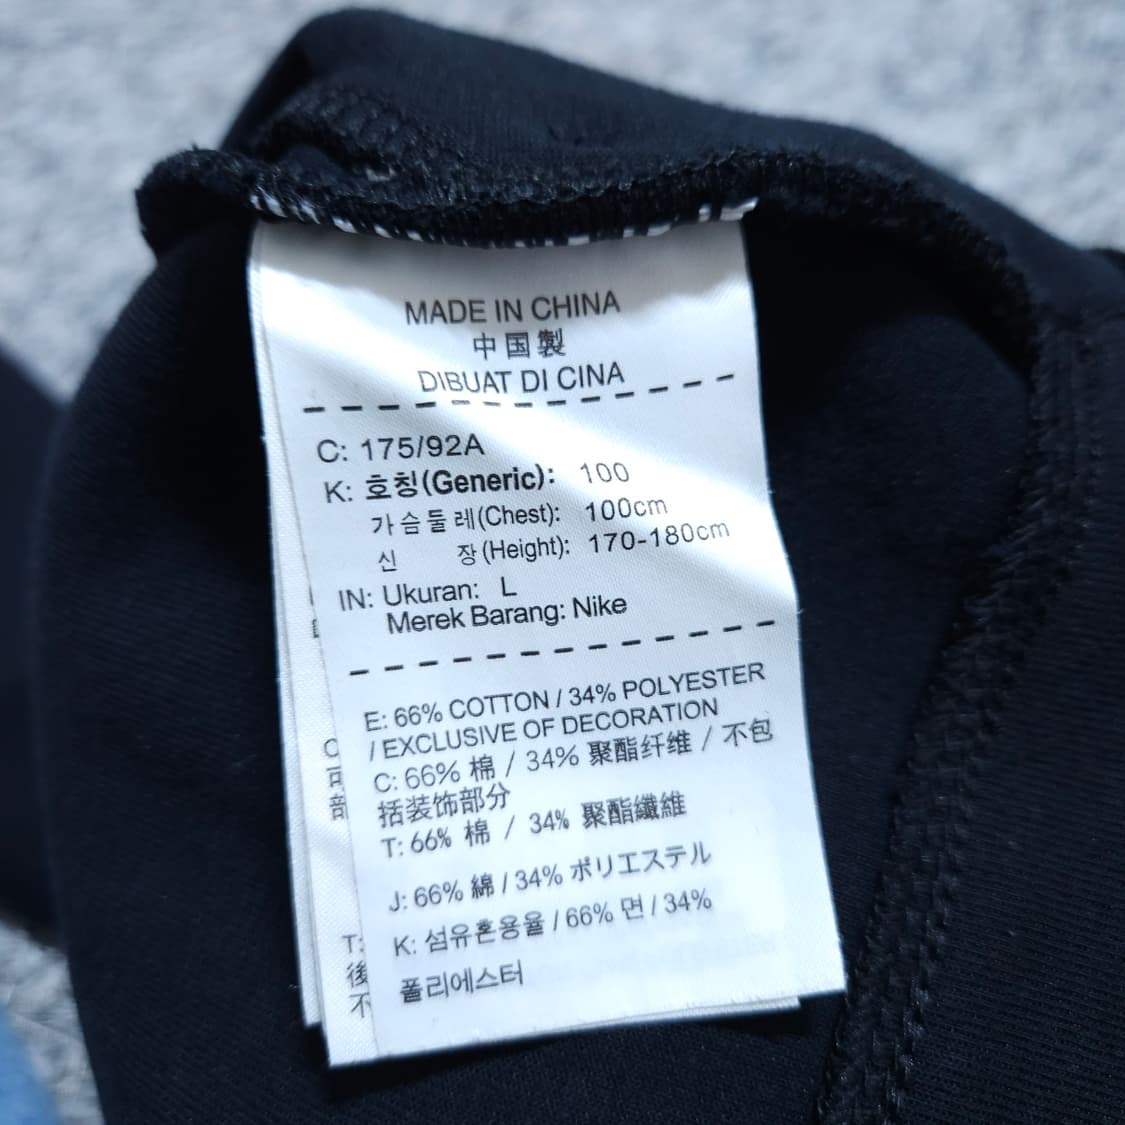 MADE IN CHINA
中国製
DIBUAT DI CINA
C: 175/92A
K: 호칭(Generic): 100
가슴둘레(Chest): 100cm
신 장(Height): 170-180cm
IN: Ukuran: L
Merek Barang: Nike
E: 66% COTTON / 34% POLYESTER
/ EXCLUSIVE OF DECORATION
C: 66% 棉 / 34% 聚酯纤维 / 不包
括装饰部分
T: 66% 棉 / 34% 聚酯纖維
J: 66% 綿 / 34% ポリエステル
K: 섬유혼용율 / 66% 면 / 34%
폴리에스터
部
T:
後
不